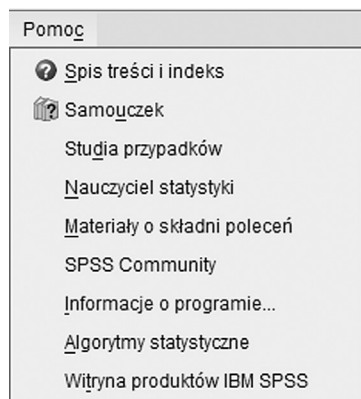 Pomoc
Spis treści i indeks
Samouczek
Studia przypadków
Nauczyciel statystyki
Materiały o składni poleceń
SPSS Community
Informacje o programie...
Algorytmy statystyczne
Witryna produktów IBM SPSS